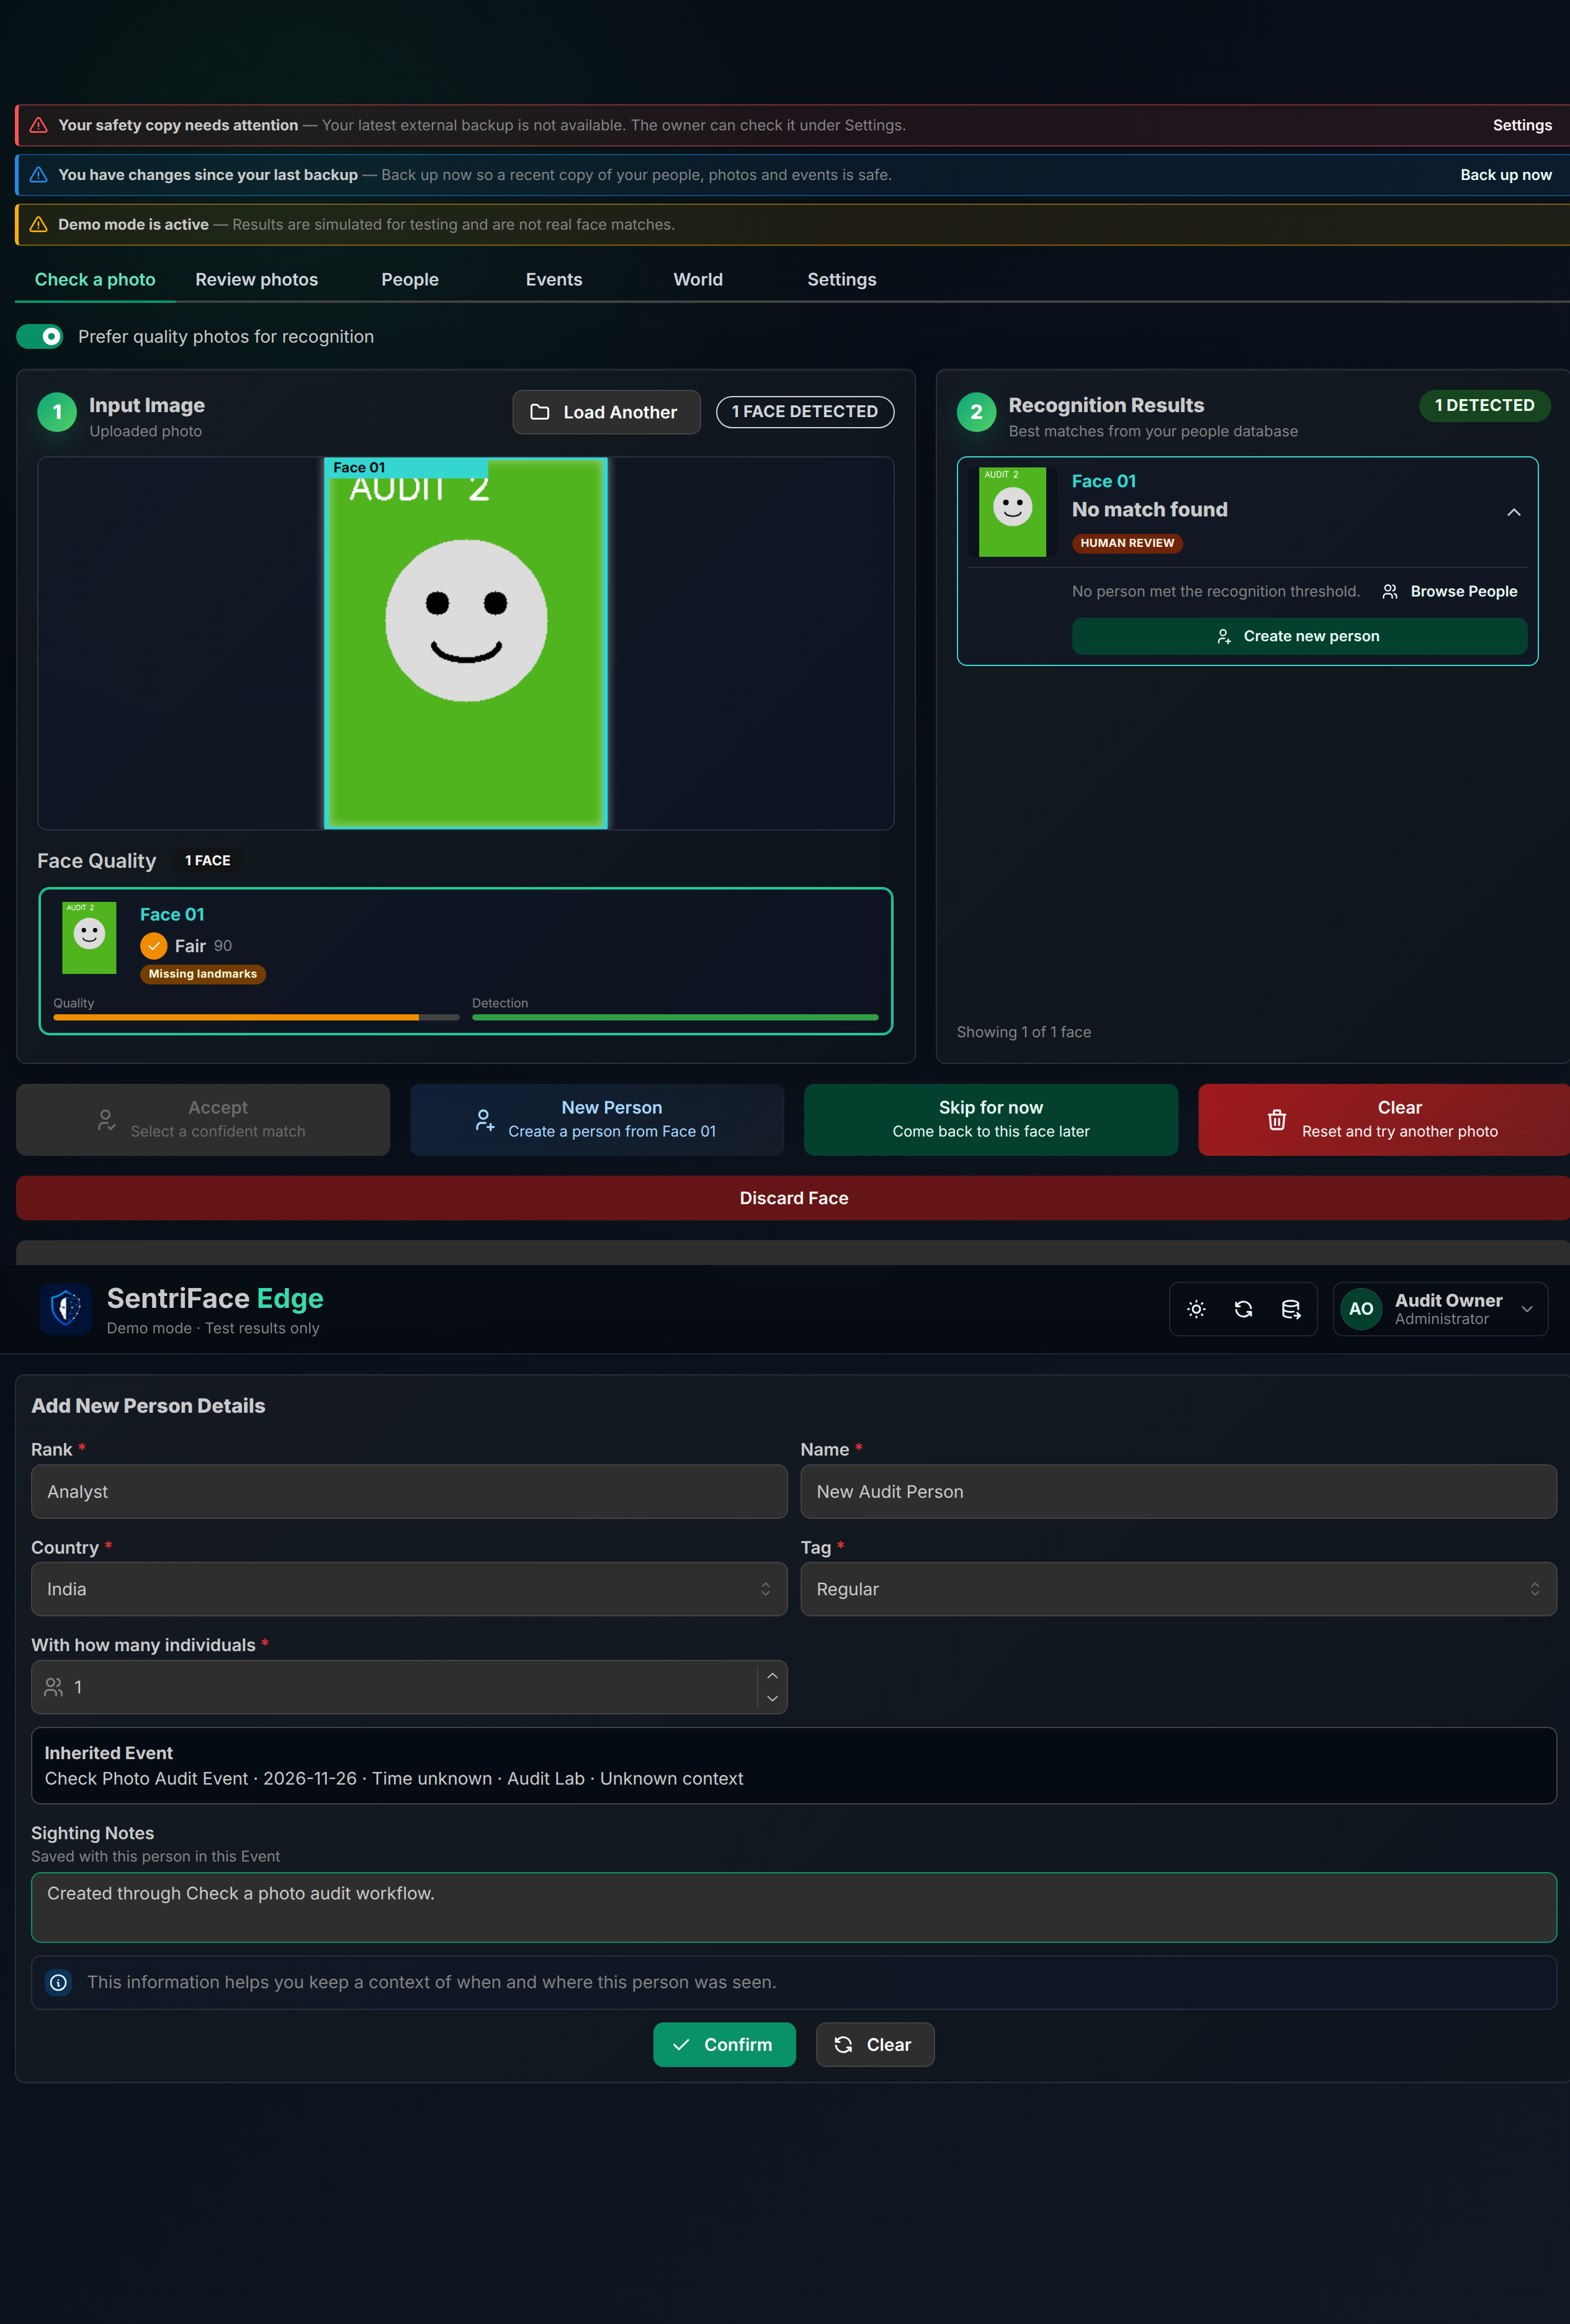 Your safety copy needs attention — Your latest external backup is not available. The owner can check it under Settings.
Settings
You have changes since your last backup — Back up now so a recent copy of your people, photos and events is safe.
Back up now
Demo mode is active — Results are simulated for testing and are not real face matches.
Check a photo
Review photos
People
Events
World
Settings
Prefer quality photos for recognition
1
Input Image
Uploaded photo
Load Another
1 FACE DETECTED
Face 01
AUDIT 2
Face Quality
1 FACE
AUDIT 2
Face 01
Fair 90
Missing landmarks
Quality
Detection
2
Recognition Results
Best matches from your people database
1 DETECTED
AUDIT 2
Face 01
No match found
HUMAN REVIEW
No person met the recognition threshold.
Browse People
Create new person
Showing 1 of 1 face
Accept
Select a confident match
New Person
Create a person from Face 01
Skip for now
Come back to this face later
Clear
Reset and try another photo
Discard Face
SentriFace Edge
Demo mode · Test results only
AO
Audit Owner
Administrator
Add New Person Details
Rank *
Analyst
Name *
New Audit Person
Country *
India
Tag *
Regular
With how many individuals *
1
Inherited Event
Check Photo Audit Event · 2026-11-26 · Time unknown · Audit Lab · Unknown context
Sighting Notes
Saved with this person in this Event
Created through Check a photo audit workflow.
This information helps you keep a context of when and where this person was seen.
Confirm
Clear